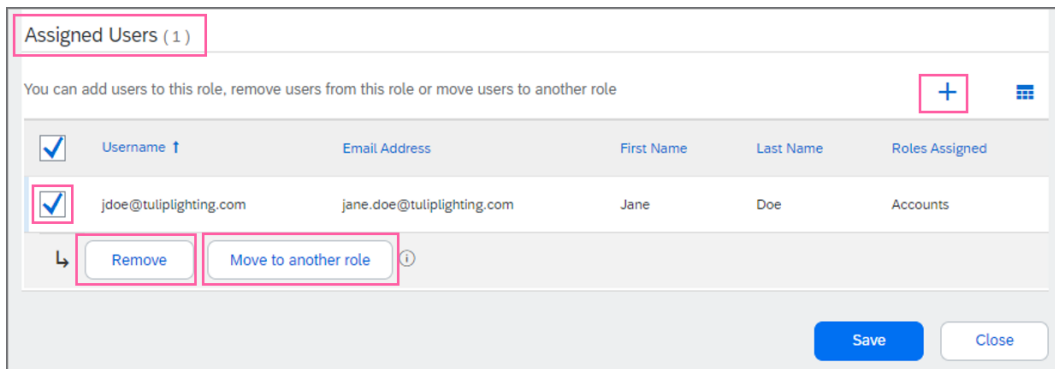 Assigned Users (1)
You can add users to this role, remove users from this role or move users to another role
Username Email Address First Name Last Name Roles Assigned
jdoe@tuliplighting.com jane.doe@tuliplighting.com Jane Doe Accounts
Remove Move to another role
Save Close